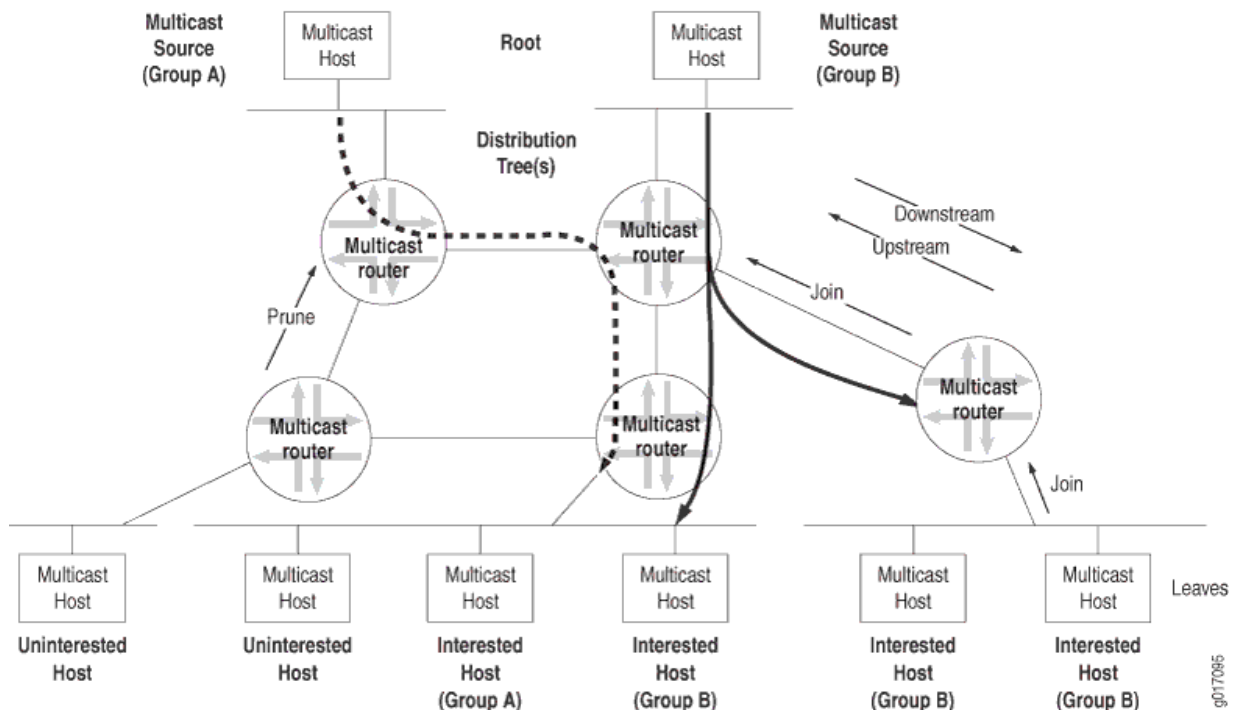 Multicast
Source
(Group A)
Multicast
Host
Root
Multicast
Host
Multicast
Source
(Group B)
Distribution
Tree(s)
Multicast
router
Multicast
router
Downstream
Upstream
Join
Prune
Multicast
router
Multicast
router
Multicast
router
Join
Multicast
Host
Multicast
Host
Multicast
Host
Multicast
Host
Multicast
Host
Multicast
Host
Leaves
Uninterested
Host
Uninterested
Host
Interested
Host
(Group A)
Interested
Host
(Group B)
Interested
Host
(Group B)
Interested
Host
(Group B)
g017095